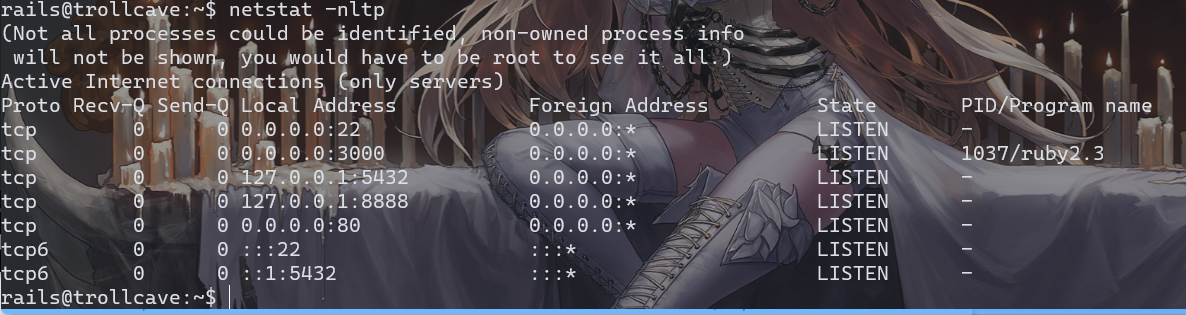 rails@trollcave:~$ netstat -nltp
(Not all processes could be identified, non-owned process info
 will not be shown, you would have to be root to see it all.)
Active Internet connections (only servers)
Proto Recv-Q Send-Q Local Address           Foreign Address         State       PID/Program name
tcp        0      0 0.0.0.0:22              0.0.0.0:*               LISTEN      -
tcp        0      0 0.0.0.0:3000            0.0.0.0:*               LISTEN      1037/ruby2.3
tcp        0      0 127.0.0.1:5432          0.0.0.0:*               LISTEN      -
tcp        0      0 127.0.0.1:8888          0.0.0.0:*               LISTEN      -
tcp        0      0 0.0.0.0:80              0.0.0.0:*               LISTEN      -
tcp6       0      0 :::22                   :::*                    LISTEN      -
tcp6       0      0 ::1:5432                :::*                    LISTEN      -
rails@trollcave:~$